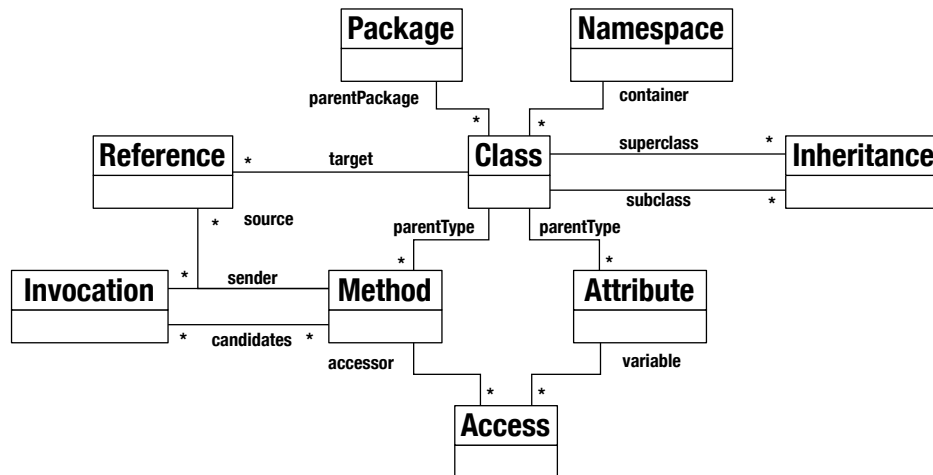 Package
Namespace
parentPackage
container
*
*
Reference
*
target
Class
superclass
*
Inheritance
subclass
*
*
source
parentType
parentType
*
*
Invocation
*
sender
Method
Attribute
*
candidates
*
accessor
variable
*
*
Access